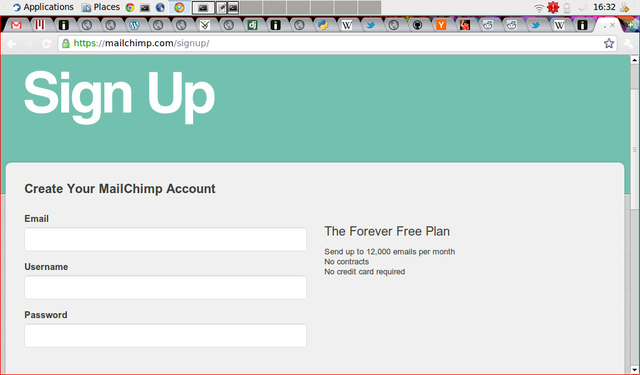 Applications Places 16:32
https://mailchimp.com/signup/
Sign Up
Create Your MailChimp Account
Email
The Forever Free Plan
Send up to 12,000 emails per month
No contracts
No credit card required
Username
Password